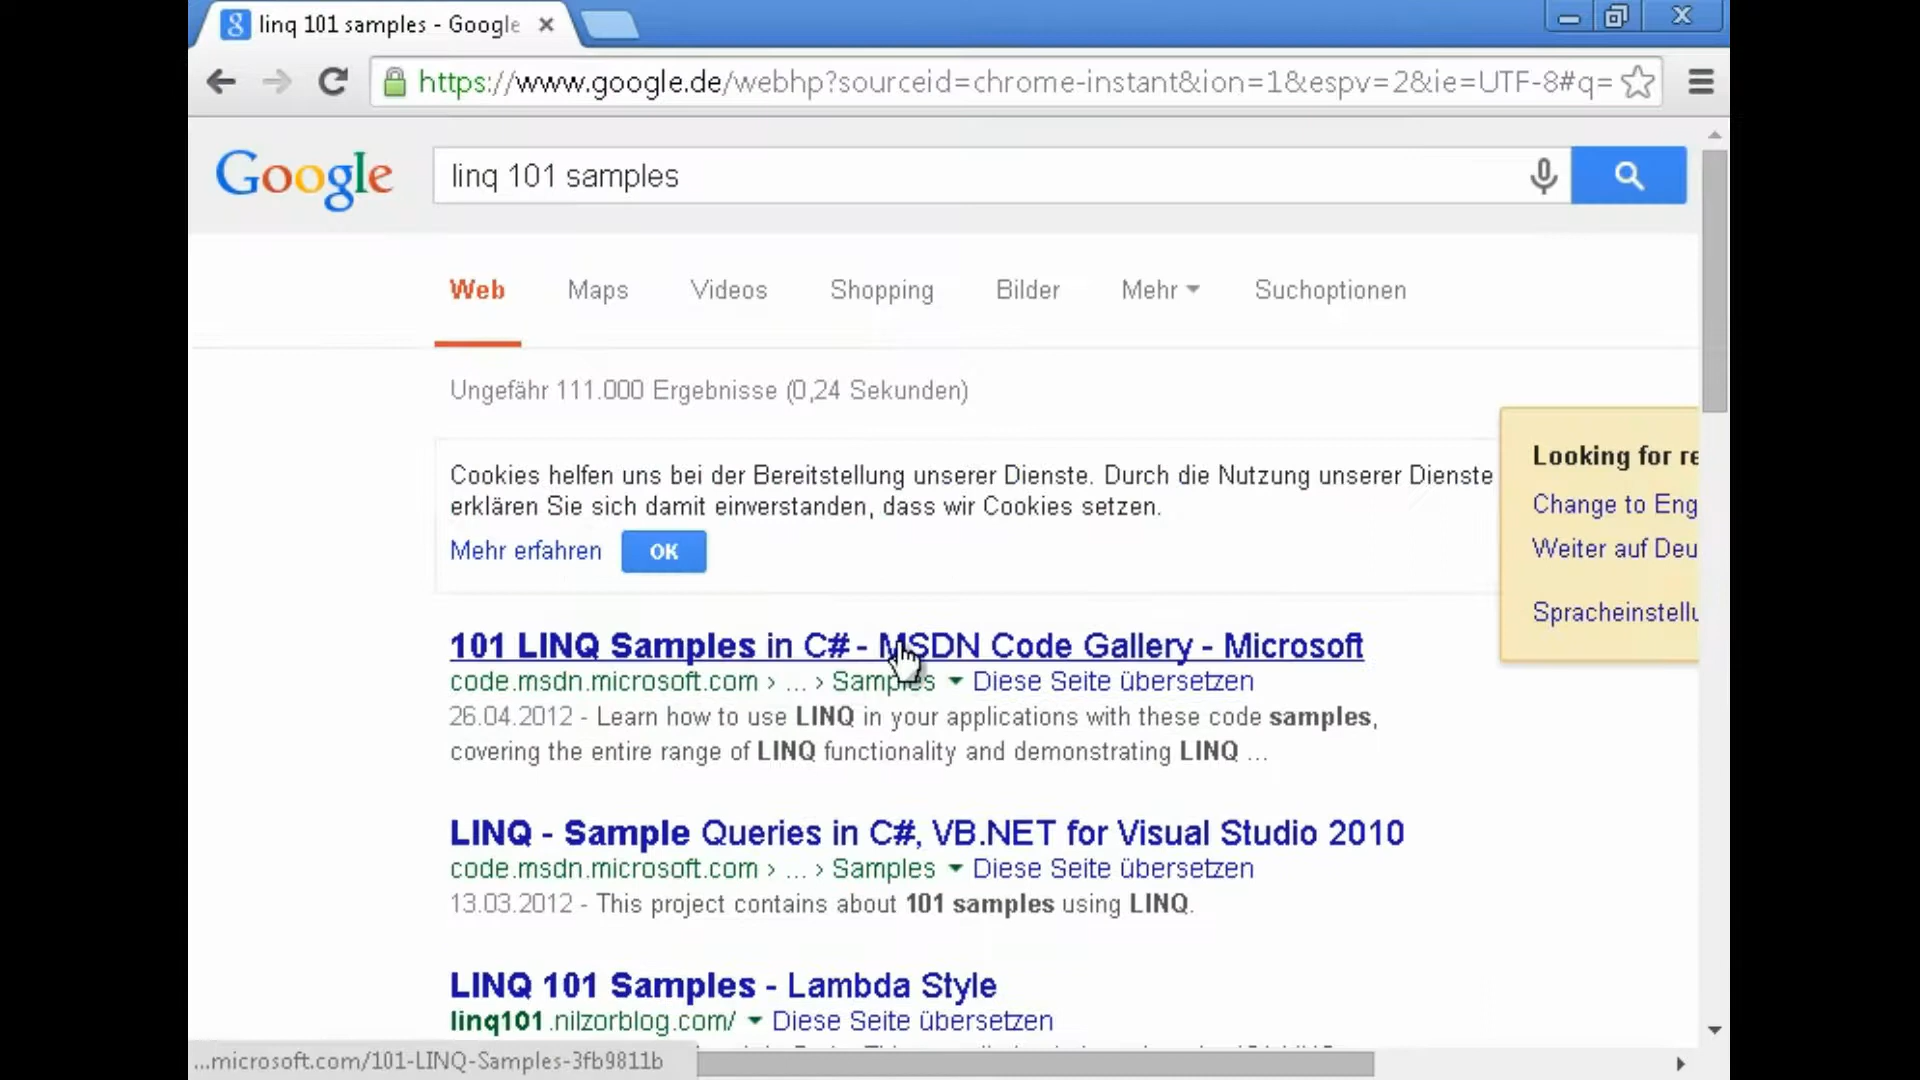 linq 101 samples - Google
https://www.google.de/webhp?sourceid=chrome-instant&ion=1&espv=2&ie=UTF-8#q=
Google
linq 101 samples
Web Maps Videos Shopping Bilder Mehr Suchoptionen
Ungefähr 111.000 Ergebnisse (0,24 Sekunden)
Cookies helfen uns bei der Bereitstellung unserer Dienste. Durch die Nutzung unserer Dienste
erklären Sie sich damit einverstanden, dass wir Cookies setzen.
Mehr erfahren OK
Looking for re
Change to Eng
Weiter auf Deu
Spracheinstellu
101 LINQ Samples in C# - MSDN Code Gallery - Microsoft
code.msdn.microsoft.com › ... › Samples Diese Seite übersetzen
26.04.2012 - Learn how to use LINQ in your applications with these code samples,
covering the entire range of LINQ functionality and demonstrating LINQ ...
LINQ - Sample Queries in C#, VB.NET for Visual Studio 2010
code.msdn.microsoft.com › ... › Samples Diese Seite übersetzen
13.03.2012 - This project contains about 101 samples using LINQ.
LINQ 101 Samples - Lambda Style
linq101.nilzorblog.com/ Diese Seite übersetzen
...microsoft.com/101-LINQ-Samples-3fb9811b